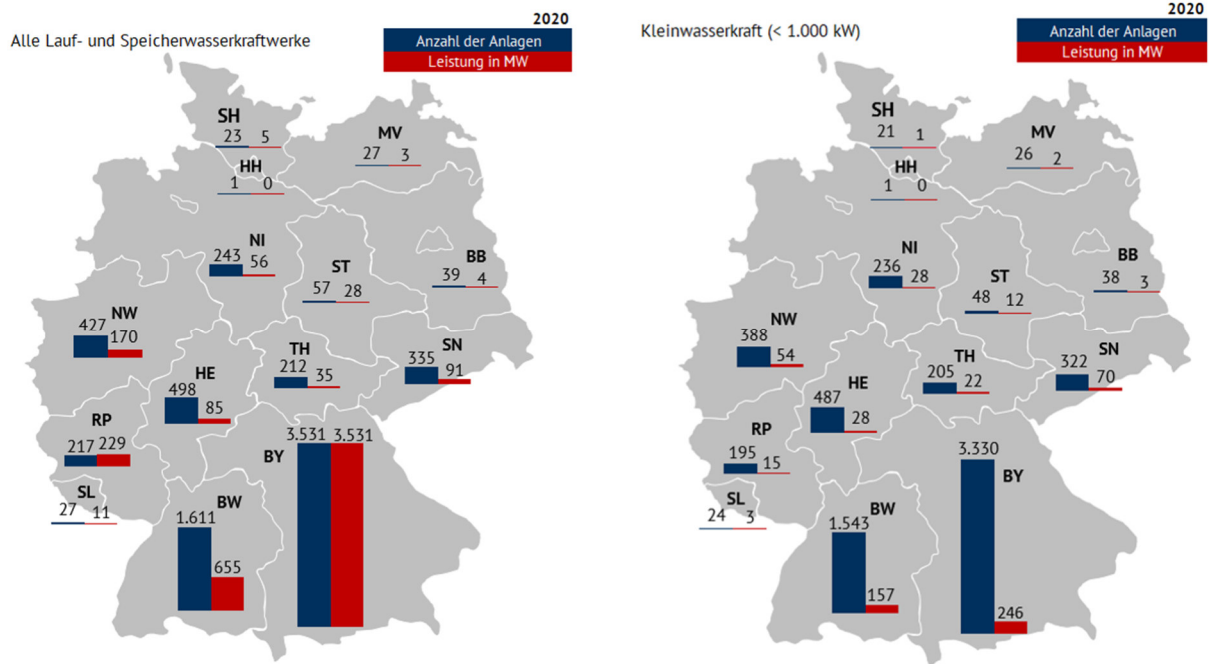 2020
Alle Lauf- und Speicherwasserkraftwerke
Anzahl der Anlagen
Leistung in MW
SH
23 5
MV
27 3
HH
1 0
NI
243 56
ST
57 28
BB
39 4
NW
427 170
TH
212 35
SN
335 91
HE
498 85
RP
217 229
BY
3.531 3.531
SL
27 11
BW
1.611 655
2020
Kleinwasserkraft (< 1.000 kW)
Anzahl der Anlagen
Leistung in MW
SH
21 1
MV
26 2
HH
1 0
NI
236 28
ST
48 12
BB
38 3
NW
388 54
TH
205 22
SN
322 70
HE
487 28
RP
195 15
BY
3.330 246
SL
24 3
BW
1.543 157